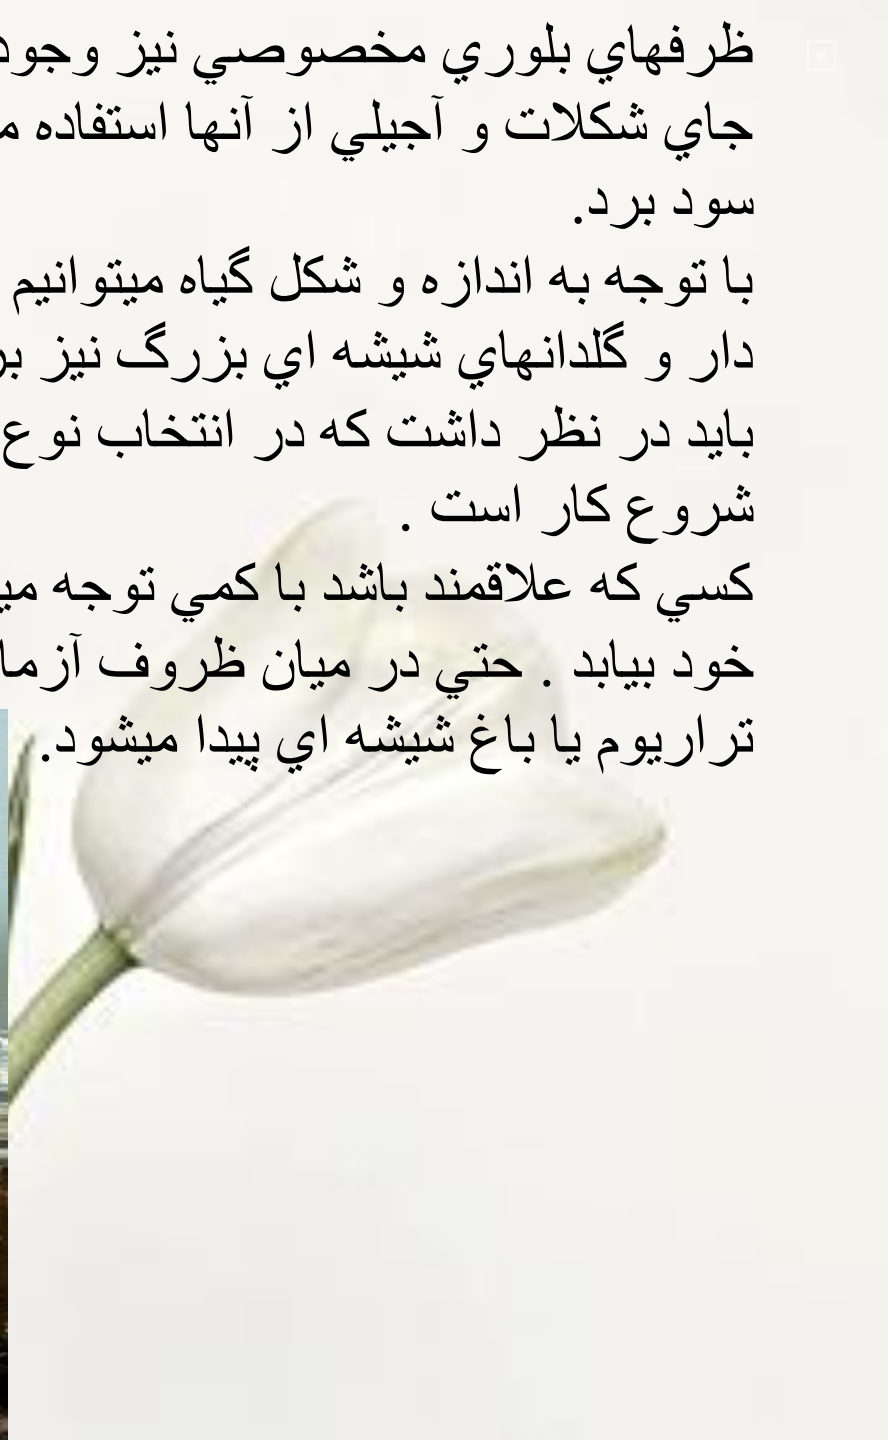 ظرفهاي بلوري مخصوصي نيز وجود
جاي شكلات و آجيلي از آنها استفاده
سود برد.
با توجه به اندازه و شكل گياه ميتوانيم
دار و گلدانهاي شيشه اي بزرگ نيز
بايد در نظر داشت كه در انتخاب نوع
شروع كار است .
كسي كه علاقمند باشد با كمي توجه
خود بيابد . حتي در ميان ظروف
تراريوم يا باغ شيشه اي پيدا ميشود.